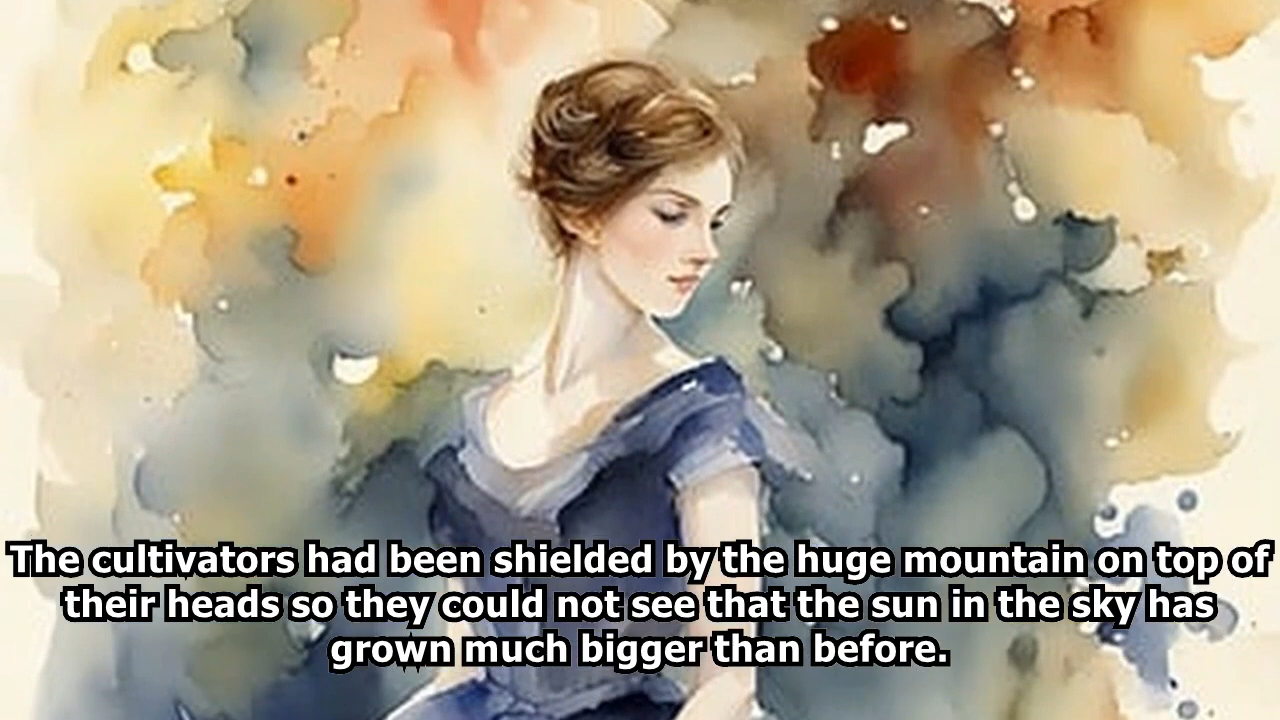 The cultivators had been shielded by the huge mountain on top of
their heads so they could not see that the sun in the sky has
grown much bigger than before.